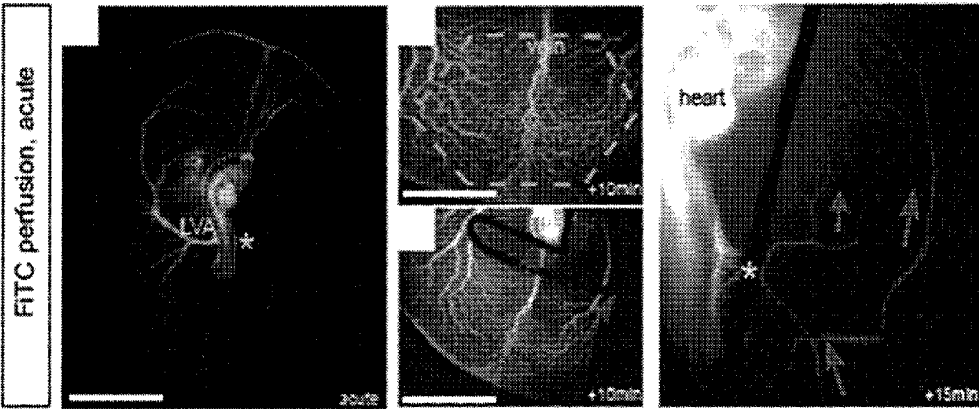 FITC perfusion, acute
LVA
*
acute
vein
+10min
+10min
heart
*
+15min